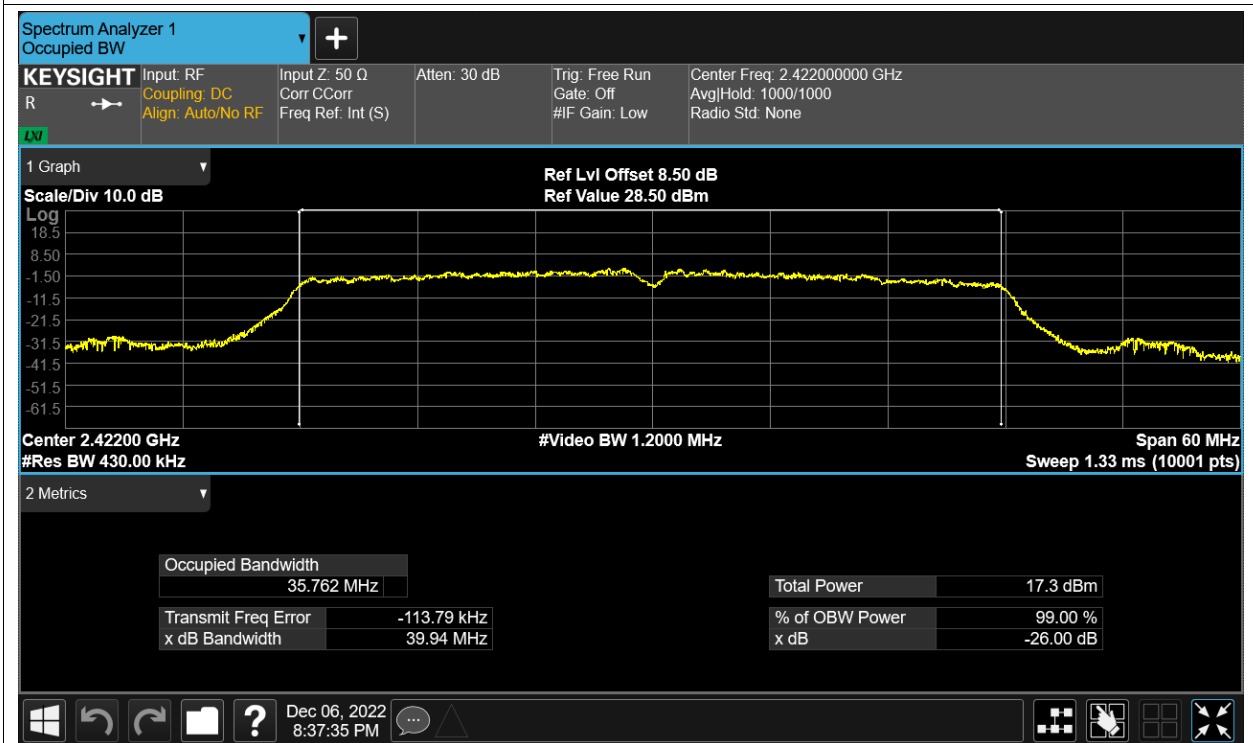 Spectrum Analyzer 1
Occupied BW
KEYSIGHT
R
LXI
Input: RF
Coupling: DC
Align: Auto/No RF
Input Z: 50 Ω
Corr CCorr
Freq Ref: Int (S)
Atten: 30 dB
Trig: Free Run
Gate: Off
#IF Gain: Low
Center Freq: 2.422000000 GHz
Avg|Hold: 1000/1000
Radio Std: None
1 Graph
Scale/Div 10.0 dB
Ref Lvl Offset 8.50 dB
Ref Value 28.50 dBm
Log
18.5
8.50
-1.50
-11.5
-21.5
-31.5
-41.5
-51.5
-61.5
Center 2.42200 GHz
#Res BW 430.00 kHz
#Video BW 1.2000 MHz
Span 60 MHz
Sweep 1.33 ms (10001 pts)
2 Metrics
Occupied Bandwidth
35.762 MHz
Transmit Freq Error -113.79 kHz
x dB Bandwidth 39.94 MHz
Total Power 17.3 dBm
% of OBW Power 99.00 %
x dB -26.00 dB
Dec 06, 2022
8:37:35 PM